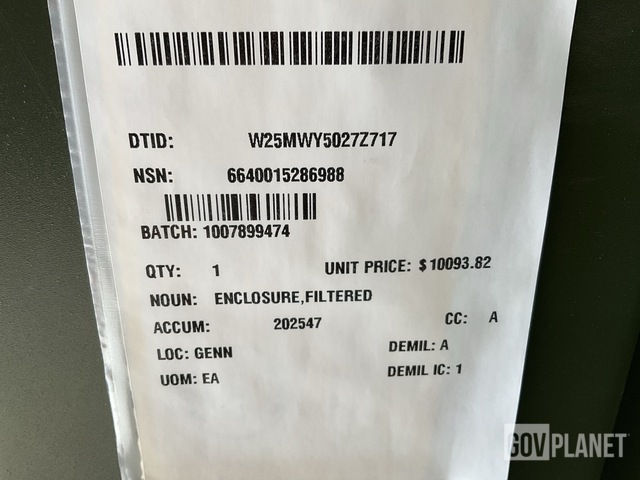 DTID: W25MWY5027Z717
NSN: 6640015286988
BATCH: 1007899474
QTY: 1 UNIT PRICE: $10093.82
NOUN: ENCLOSURE,FILTERED
ACCUM: 202547 CC: A
LOC: GENN DEMIL: A
UOM: EA DEMIL IC: 1
GOVPLANET